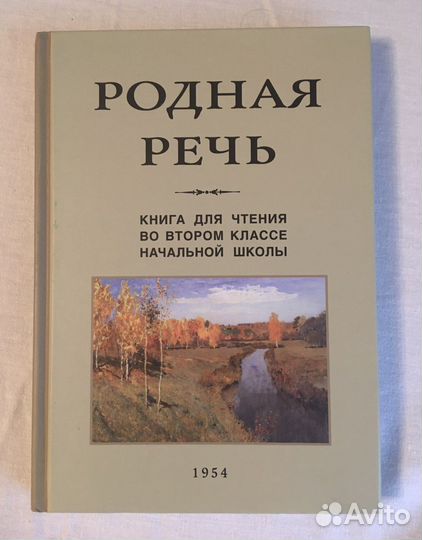 РОДНАЯ
РЕЧЬ
КНИГА ДЛЯ ЧТЕНИЯ
ВО ВТОРОМ КЛАССЕ
НАЧАЛЬНОЙ ШКОЛЫ
1954
Avito